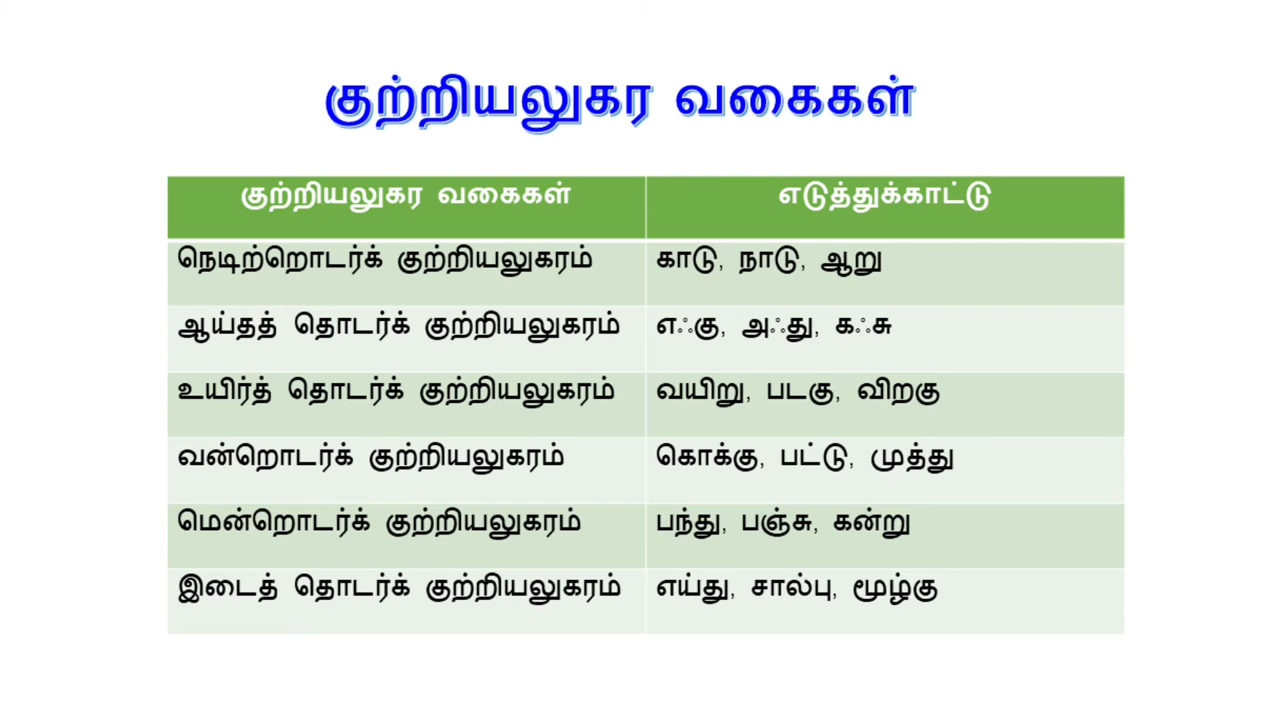 குற்றியலுகர வகைகள்
குற்றியலுகர வகைகள் எடுத்துக்காட்டு
நெடிற்றொடர்க் குற்றியலுகரம் காடு, நாடு, ஆறு
ஆய்தத் தொடர்க் குற்றியலுகரம் எஃகு, அஃது, கஃசு
உயிர்த் தொடர்க் குற்றியலுகரம் வயிறு, படகு, விறகு
வன்றொடர்க் குற்றியலுகரம் கொக்கு, பட்டு, முத்து
மென்றொடர்க் குற்றியலுகரம் பந்து, பஞ்சு, கன்று
இடைத் தொடர்க் குற்றியலுகரம் எய்து, சால்பு, மூழ்கு